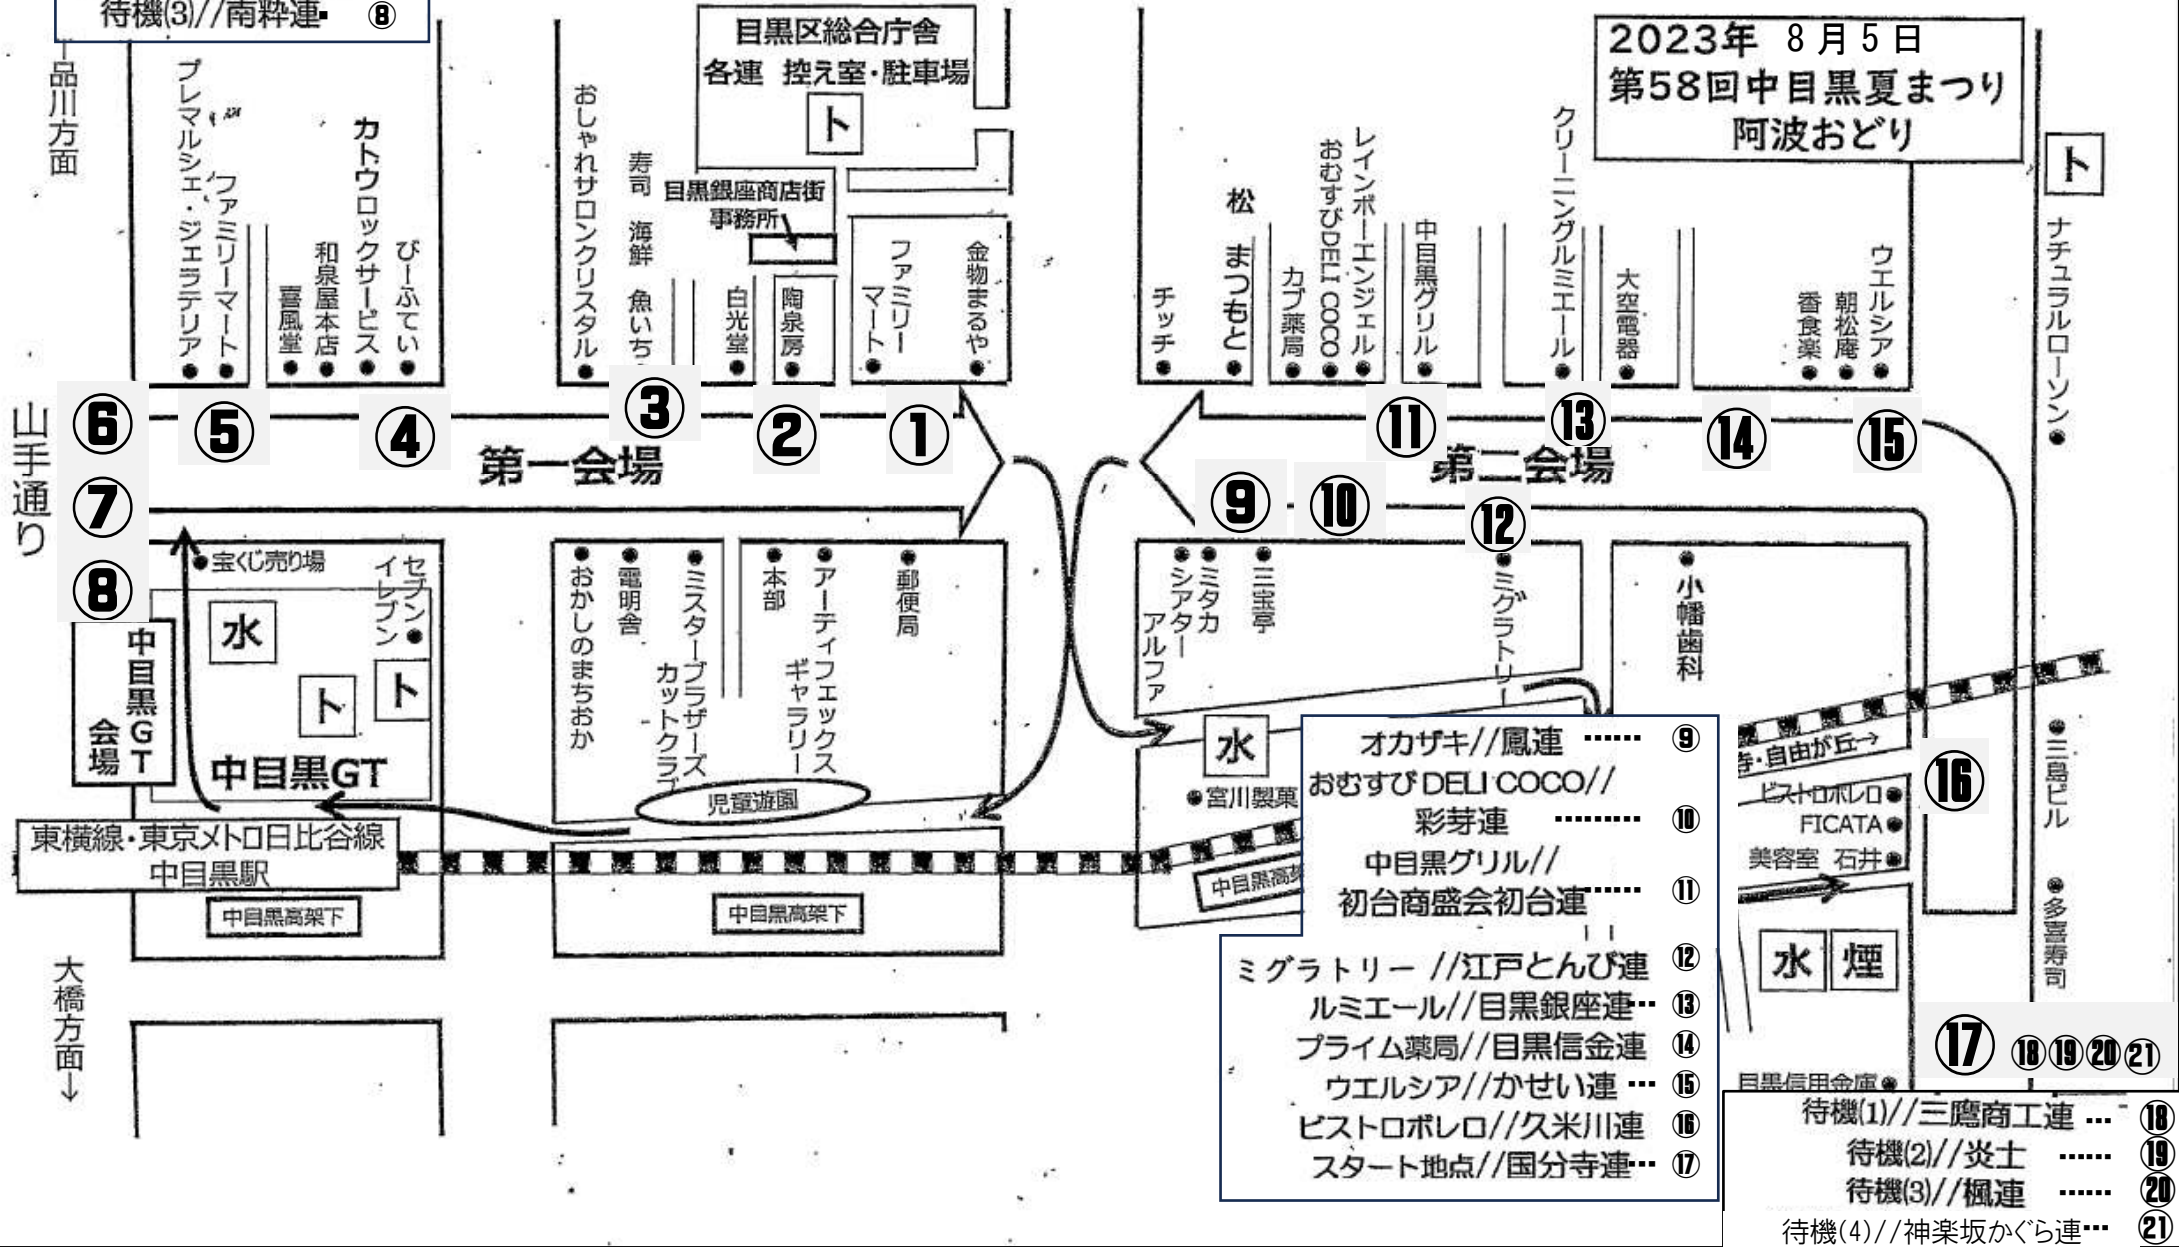 待機(3)//南粋連 ⑧
品川方面
プレマルシェ・ジェラテリア
ファミリーマート
喜風堂
和泉屋本店
カトウロックサービス
びーふてい
おしゃれサロンクリスタル
寿司 海鮮 魚いち
目黒区総合庁舎
各連 控え室・駐車場
ト
目黒銀座商店街
事務所
白光堂
陶泉房
ファミリー
マート
金物まるや
チッチ
松 まつもと
カブ薬局
おむすびDELI COCO
レインボーエンジェル
中目黒グリル
クリーニングルミエール
大空電器
香食楽
朝松庵
ウエルシア
2023年 8月5日
第58回中目黒夏まつり
阿波おどり
ト
ナチュラルローソン
山手通り
⑥ ⑤ ④ ③ ② ①
⑦
⑧
第一会場
⑪ ⑬ ⑭ ⑮
第二会場
⑨ ⑩ ⑫
宝くじ売り場
セブン
イレブン
水
ト
ト
中目黒GT
会場
中目黒GT
おかしのまちおか
電明舎
ミスターブラザーズ
カットクラブ
本部
アーティフェックス
ギャラリー
郵便局
児童遊園
シアター
アルファ
ミタカ
三宝亭
ミグラトリー
小幡歯科
水
宮川製菓
東横線・東京メトロ日比谷線
中目黒駅
中目黒高架下
中目黒高架下
中目黒高架
大橋方面→
オカザキ//鳳連 …… ⑨
おむすびDELI COCO//
彩芽連 ……… ⑩
中目黒グリル//
初台商盛会初台連…… ⑪
ミグラトリー //江戸とんび連 ⑫
ルミエール//目黒銀座連… ⑬
プライム薬局//目黒信金連 ⑭
ウエルシア//かせい連 … ⑮
ビストロボレロ//久米川連 ⑯
スタート地点//国分寺連… ⑰
寺・自由が丘→
ビストロボレロ
FICATA
美容室 石井
⑯
三島ビル
多喜寿司
水 煙
⑰ ⑱⑲⑳㉑
目黒信用金庫
待機(1)//三鷹商工連 … ⑱
待機(2)//炎士 …… ⑲
待機(3)//楓連 …… ⑳
待機(4)//神楽坂かぐら連… ㉑